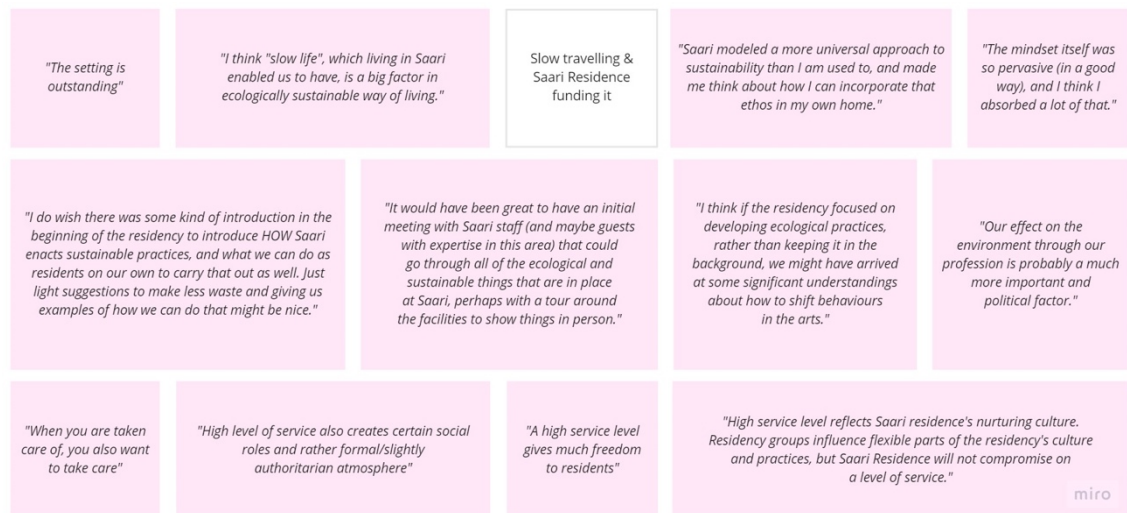 "The setting is
outstanding"
"I think "slow life", which living in Saari
enabled us to have, is a big factor in
ecologically sustainable way of living."
Slow travelling &
Saari Residence
funding it
"Saari modeled a more universal approach to
sustainability than I am used to, and made
me think about how I can incorporate that
ethos in my own home."
"The mindset itself was
so pervasive (in a good
way), and I think I
absorbed a lot of that."
"I do wish there was some kind of introduction in the
beginning of the residency to introduce HOW Saari
enacts sustainable practices, and what we can do as
residents on our own to carry that out as well. Just
light suggestions to make less waste and giving us
examples of how we can do that might be nice."
"It would have been great to have an initial
meeting with Saari staff (and maybe guests
with expertise in this area) that could
go through all of the ecological and
sustainable things that are in place
at Saari, perhaps with a tour around
the facilities to show things in person."
"I think if the residency focused on
developing ecological practices,
rather than keeping it in the
background, we might have arrived
at some significant understandings
about how to shift behaviours
in the arts."
"Our effect on the
environment through our
profession is probably a much
more important and
political factor."
"When you are taken
care of, you also want
to take care"
"High level of service also creates certain social
roles and rather formal/slightly
authoritarian atmosphere"
"A high service level
gives much freedom
to residents"
"High service level reflects Saari residence's nurturing culture.
Residency groups influence flexible parts of the residency's culture
and practices, but Saari Residence will not compromise on
a level of service."
miro